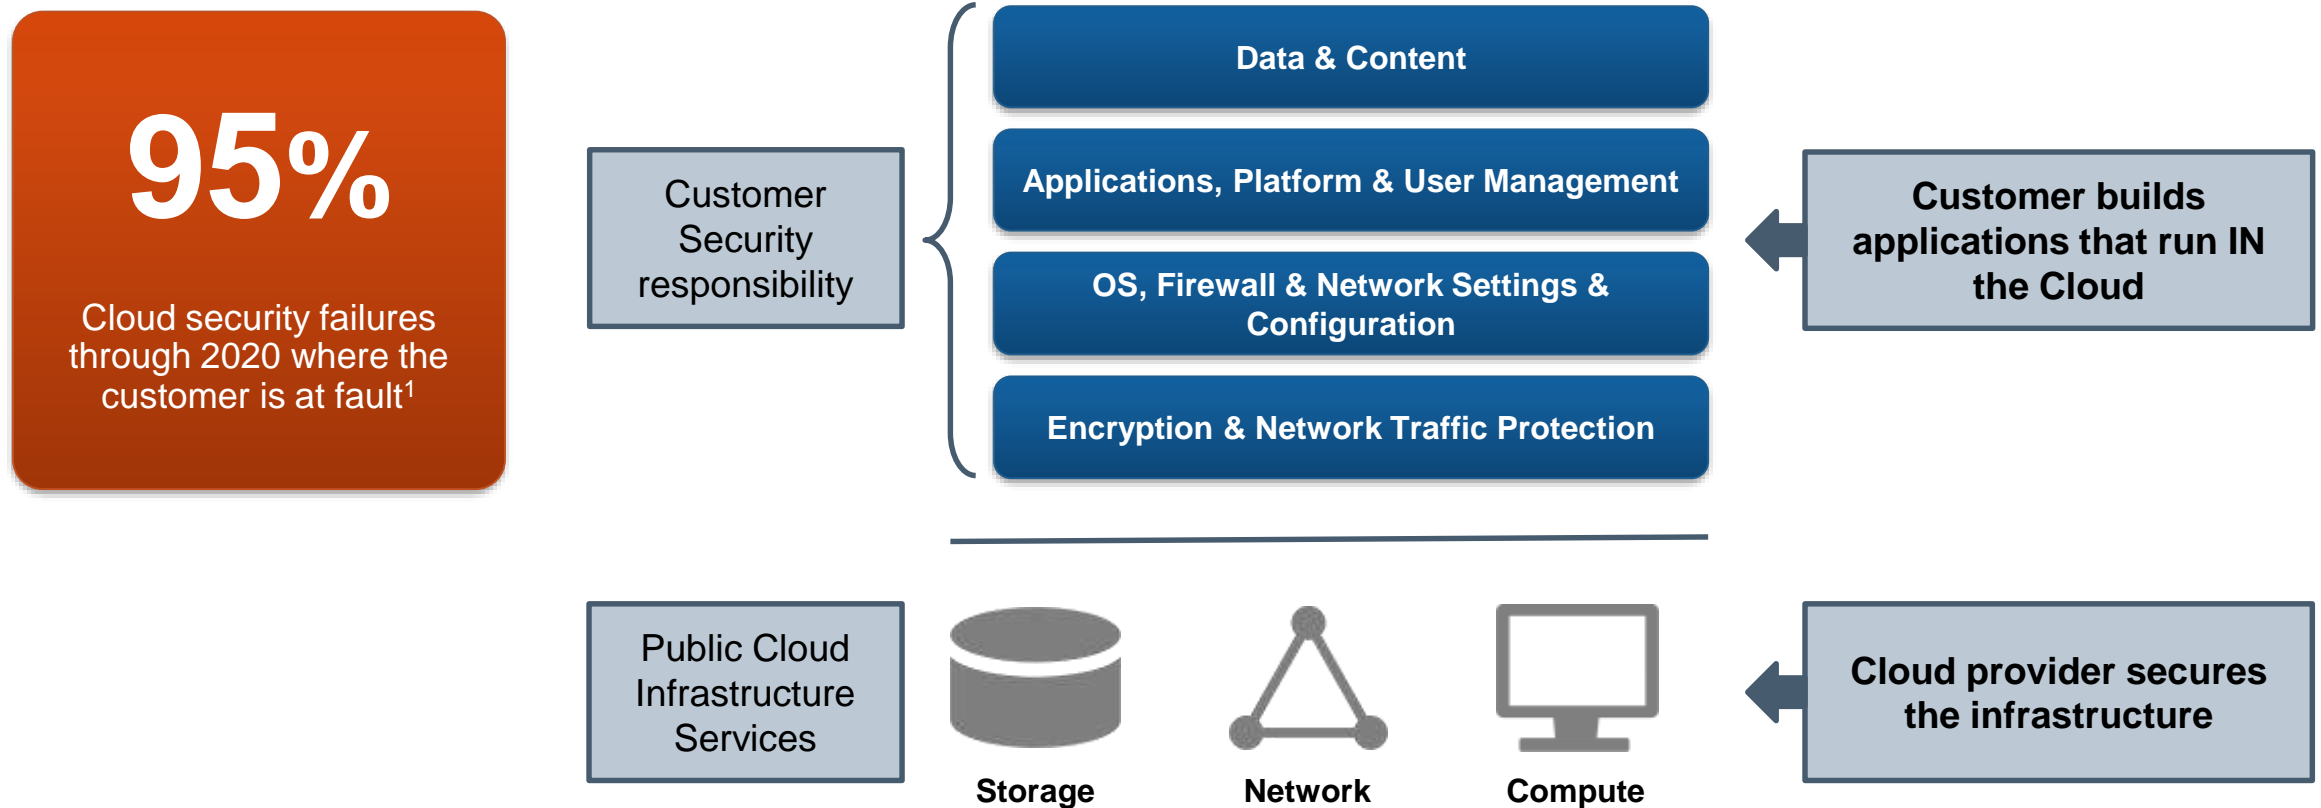 95%
Cloud security failures
through 2020 where the
customer is at fault1
Customer
Security
responsibility
Data & Content
Applications, Platform & User Management
OS, Firewall & Network Settings &
Configuration
Encryption & Network Traffic Protection
Customer builds
applications that run IN
the Cloud
Public Cloud
Infrastructure
Services
Storage
Network
Compute
Cloud provider secures
the infrastructure